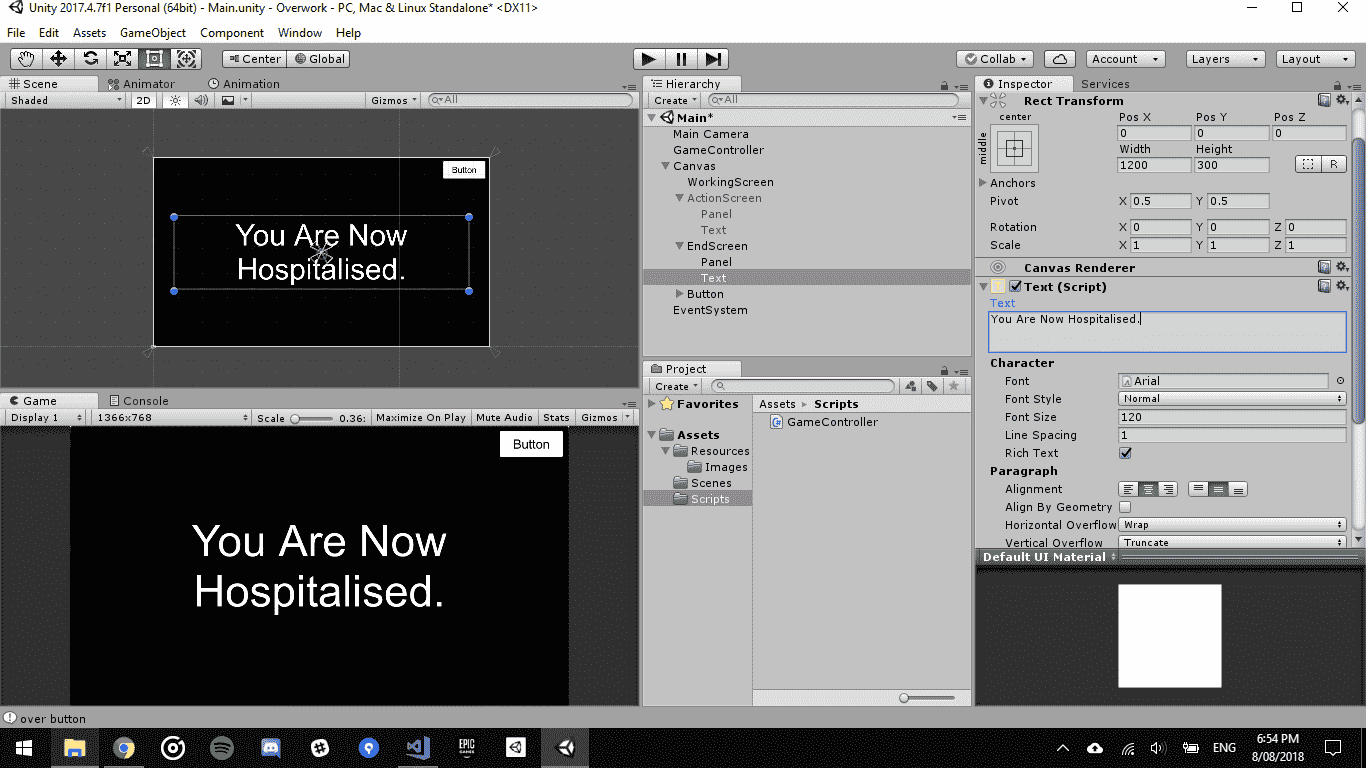 Unity 2017.4.7f1 Personal (64bit) - Main.unity - Overwork - PC, Mac & Linux Standalone* <DX11>
File Edit Assets GameObject Component Window Help
Center Global
Collab Account Layers Layout
Scene Animator Animation
Shaded 2D Gizmos All
You Are Now
Hospitalised.
Button
Game Console
Display 1 1366x768 Scale 0.36: Maximize On Play Mute Audio Stats Gizmos
Button
You Are Now
Hospitalised.
Hierarchy
Create All
Main*
Main Camera
GameController
Canvas
WorkingScreen
ActionScreen
Panel
Text
EndScreen
Panel
Text
Button
EventSystem
Project
Create
Favorites
Assets
Resources
Images
Scenes
Scripts
Assets Scripts
GameController
Inspector Services
Rect Transform
center
middle
Pos X Pos Y Pos Z
0 0 0
Width Height
1200 300
R
Anchors
Pivot X 0.5 Y 0.5
Rotation X 0 Y 0 Z 0
Scale X 1 Y 1 Z 1
Canvas Renderer
Text (Script)
Text
You Are Now Hospitalised.
Character
Font Arial
Font Style Normal
Font Size 120
Line Spacing 1
Rich Text
Paragraph
Alignment
Align By Geometry
Horizontal Overflow Wrap
Vertical Overflow Truncate
Default UI Material
over button
EPIC
GAMES
ENG
6:54 PM
8/08/2018